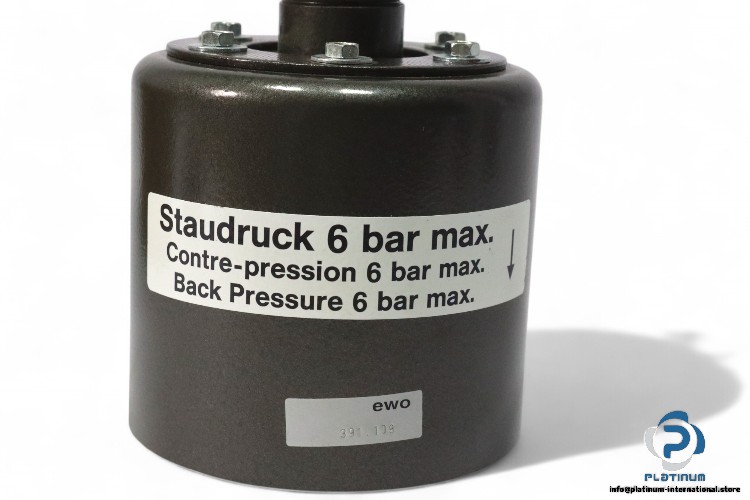 Staudruck 6 bar max.
Contre-pression 6 bar max.
Back Pressure 6 bar max.
ewo
PLATINUM
info@platinum-international.store